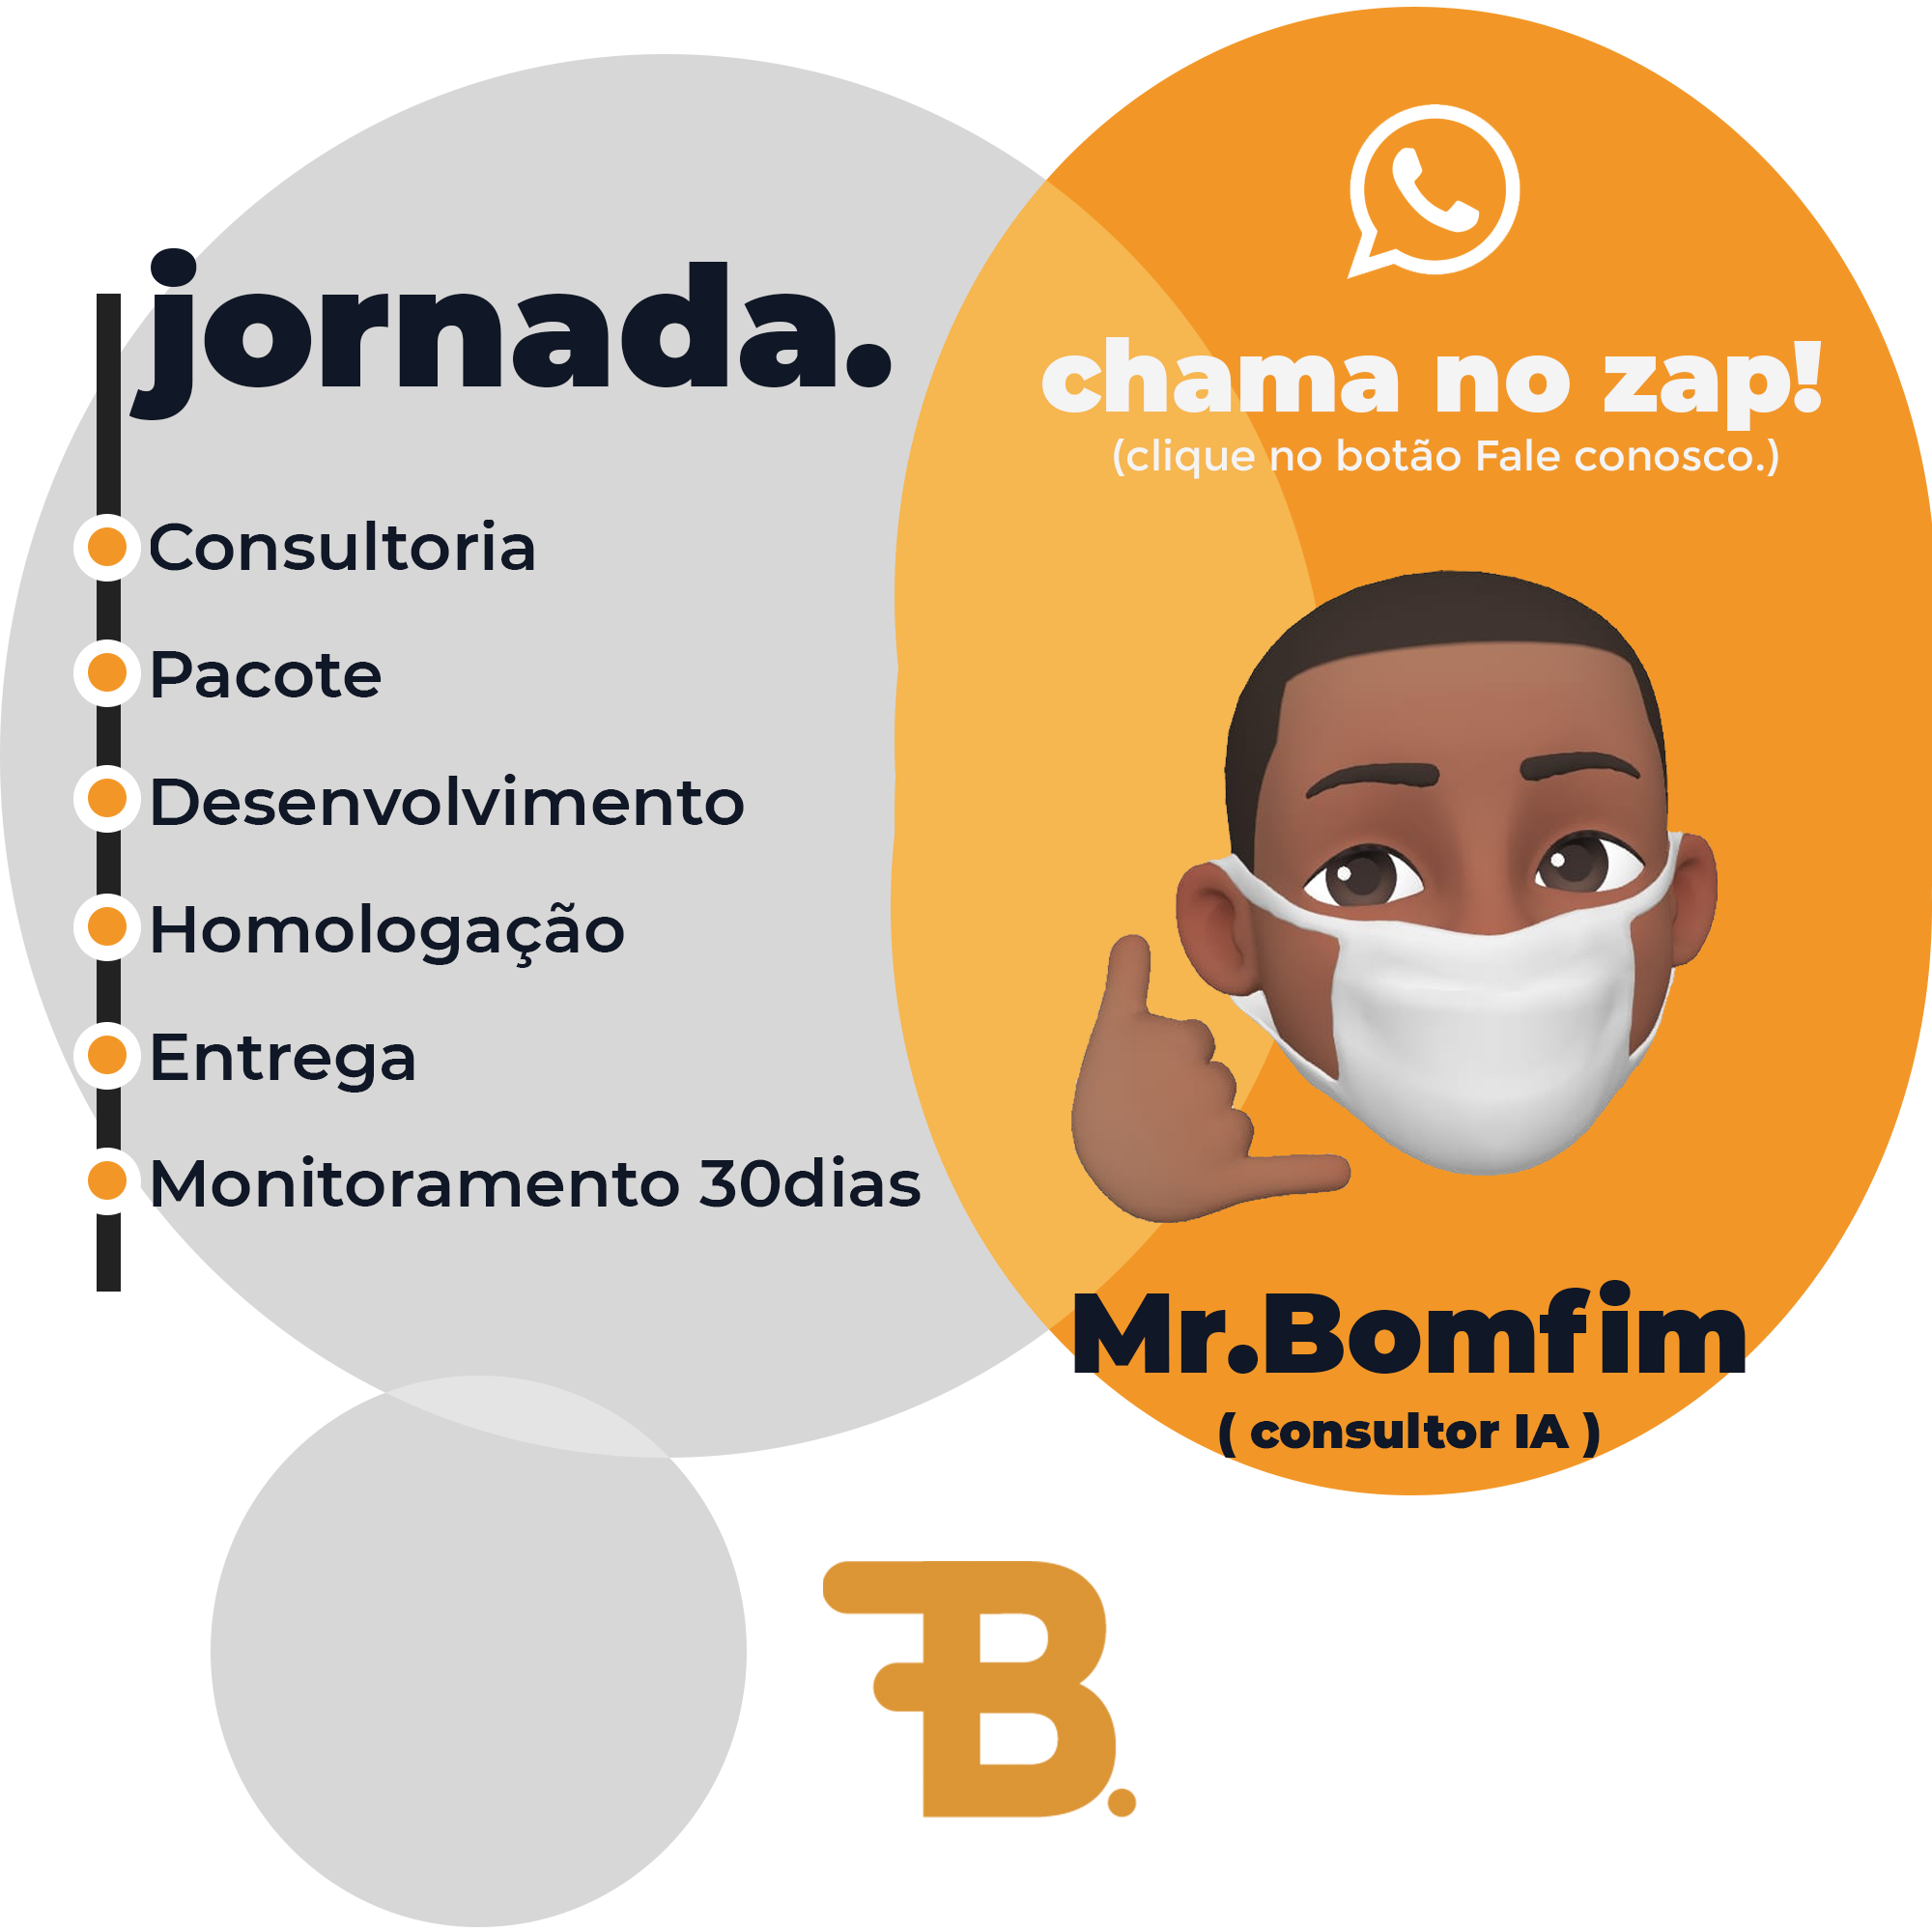 jornada.
Consultoria
Pacote
Desenvolvimento
Homologação
Entrega
Monitoramento 30dias
chama no zap!
(clique no botão Fale conosco.)
Mr.Bomfim
( consultor IA )
B.